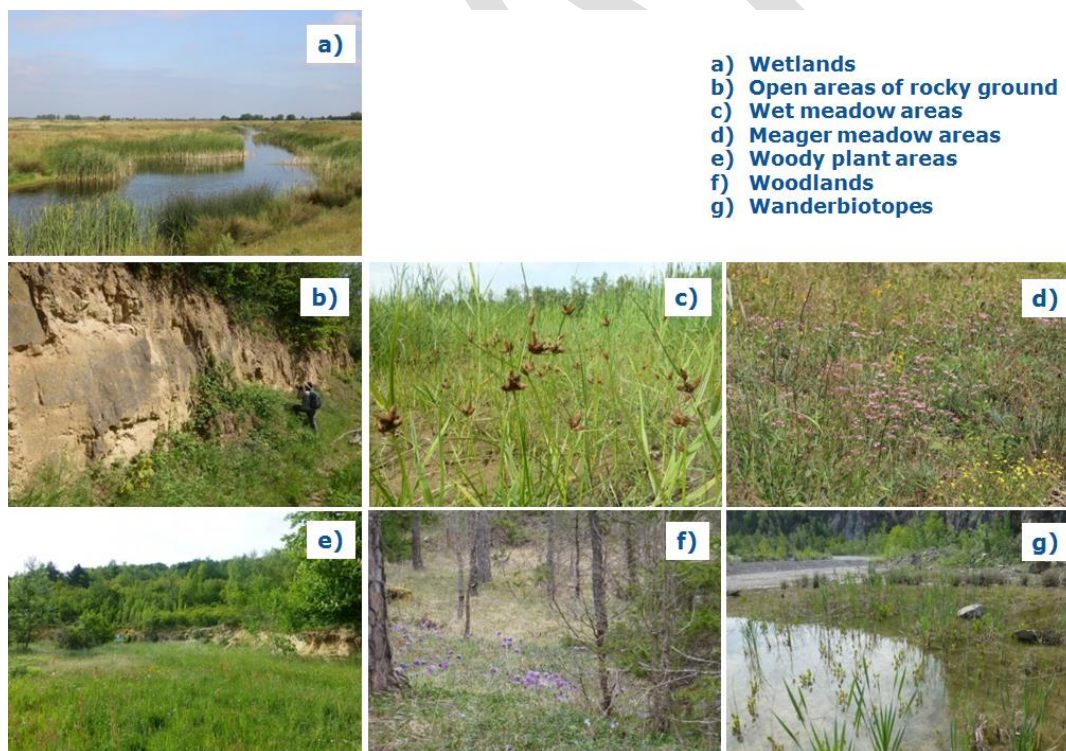 a)
a) Wetlands
b) Open areas of rocky ground
c) Wet meadow areas
d) Meager meadow areas
e) Woody plant areas
f) Woodlands
g) Wanderbiotopes
b)
c)
d)
e)
f)
g)